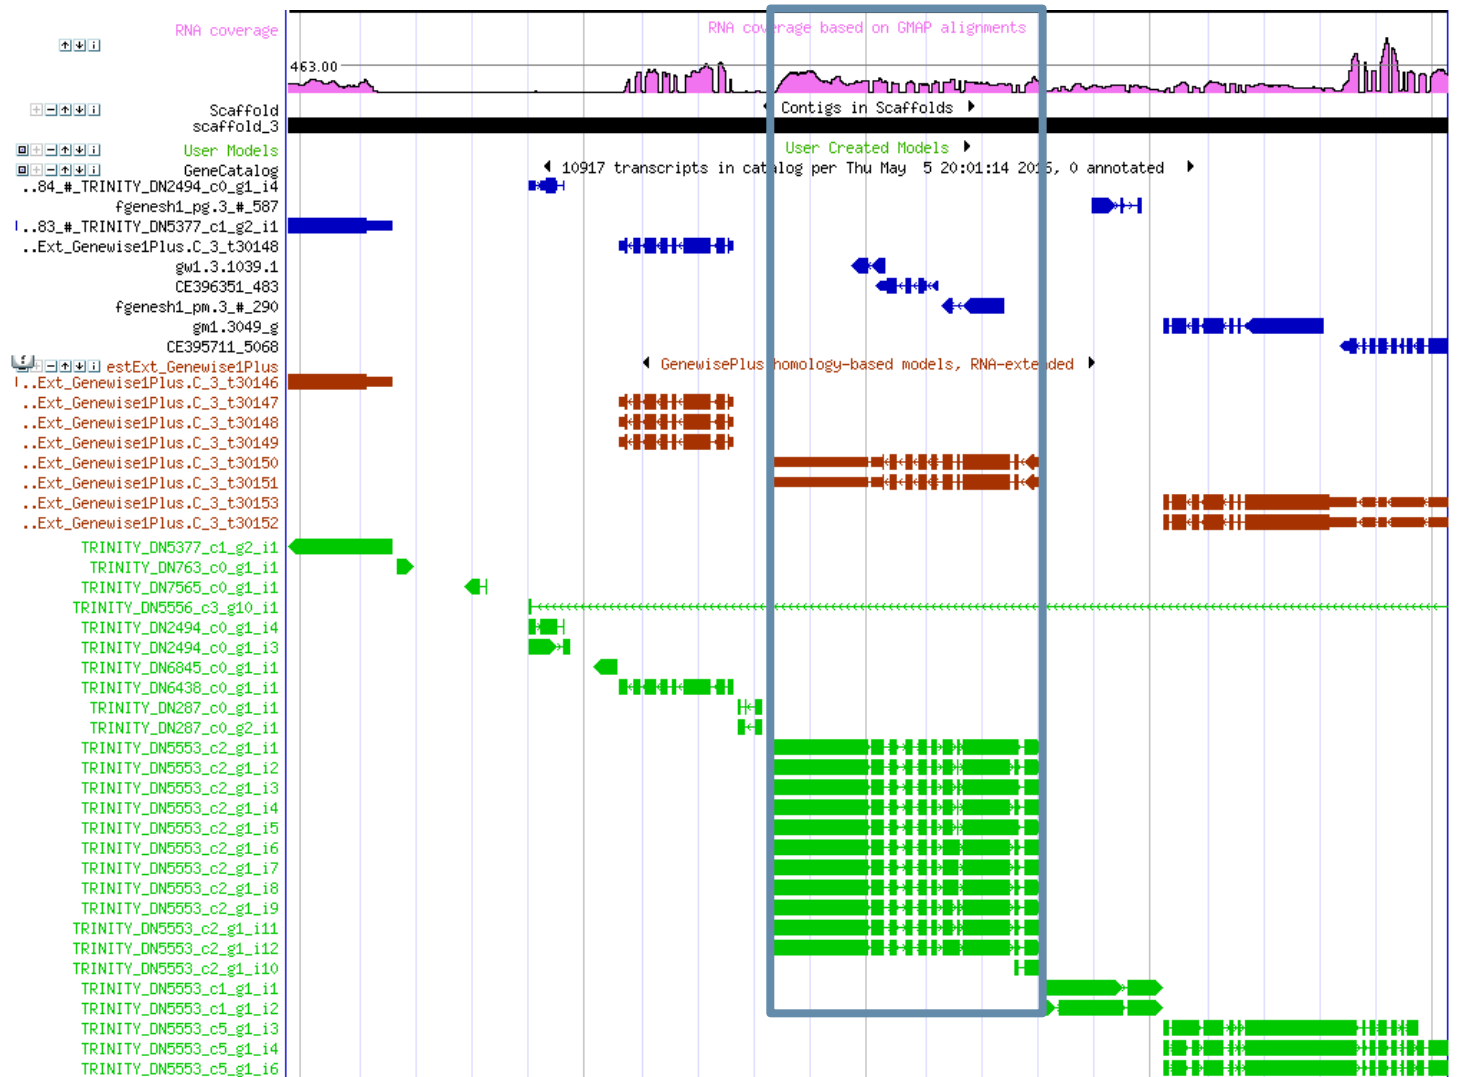 RNA coverage
RNA coverage based on GMAP alignments
463.00
Scaffold
Contigs in Scaffolds
scaffold_3
User Models
User Created Models
GeneCatalog
10917 transcripts in catalog per Thu May 5 20:01:14 2016, 0 annotated
..84_#_TRINITY_DN2494_c0_g1_i4
fgenesh1_pg.3_#_587
..83_#_TRINITY_DN5377_c1_g2_i1
..Ext_Genewise1Plus.C_3_t30148
gw1.3.1039.1
CE396351_483
fgenesh1_pm.3_#_290
gm1.3049_g
CE395711_5068
estExt_Genewise1Plus
GenewisePlus homology-based models, RNA-extended
..Ext_Genewise1Plus.C_3_t30146
..Ext_Genewise1Plus.C_3_t30147
..Ext_Genewise1Plus.C_3_t30148
..Ext_Genewise1Plus.C_3_t30149
..Ext_Genewise1Plus.C_3_t30150
..Ext_Genewise1Plus.C_3_t30151
..Ext_Genewise1Plus.C_3_t30153
..Ext_Genewise1Plus.C_3_t30152
TRINITY_DN5377_c1_g2_i1
TRINITY_DN763_c0_g1_i1
TRINITY_DN7565_c0_g1_i1
TRINITY_DN5556_c3_g10_i1
TRINITY_DN2494_c0_g1_i4
TRINITY_DN2494_c0_g1_i3
TRINITY_DN6845_c0_g1_i1
TRINITY_DN6438_c0_g1_i1
TRINITY_DN287_c0_g1_i1
TRINITY_DN287_c0_g2_i1
TRINITY_DN5553_c2_g1_i1
TRINITY_DN5553_c2_g1_i2
TRINITY_DN5553_c2_g1_i3
TRINITY_DN5553_c2_g1_i4
TRINITY_DN5553_c2_g1_i5
TRINITY_DN5553_c2_g1_i6
TRINITY_DN5553_c2_g1_i7
TRINITY_DN5553_c2_g1_i8
TRINITY_DN5553_c2_g1_i9
TRINITY_DN5553_c2_g1_i11
TRINITY_DN5553_c2_g1_i12
TRINITY_DN5553_c2_g1_i10
TRINITY_DN5553_c1_g1_i1
TRINITY_DN5553_c1_g1_i2
TRINITY_DN5553_c5_g1_i3
TRINITY_DN5553_c5_g1_i4
TRINITY_DN5553_c5_g1_i6